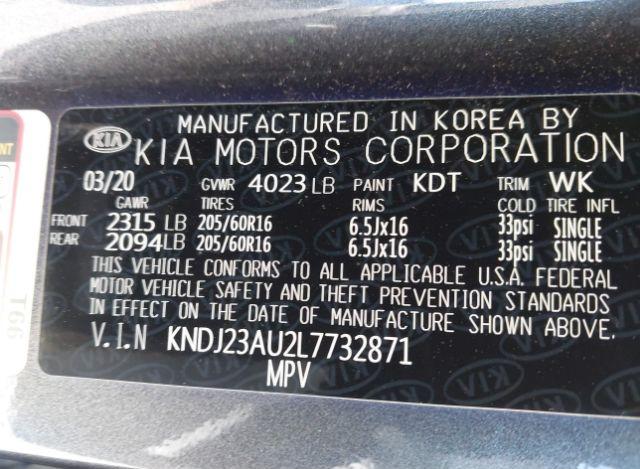 MANUFACTURED IN KOREA BY
KIA KIA MOTORS CORPORATION
03/20 GVWR 4023 LB PAINT KDT TRIM WK
GAWR TIRES RIMS COLD TIRE INFL
FRONT 2315 LB 205/60R16 6.5Jx16 33psi SINGLE
REAR 2094 LB 205/60R16 6.5Jx16 33psi SINGLE
THIS VEHICLE CONFORMS TO ALL APPLICABLE U.S.A. FEDERAL
MOTOR VEHICLE SAFETY AND THEFT PREVENTION STANDARDS
IN EFFECT ON THE DATE OF MANUFACTURE SHOWN ABOVE.
V.I.N KNDJ23AU2L7732871
MPV